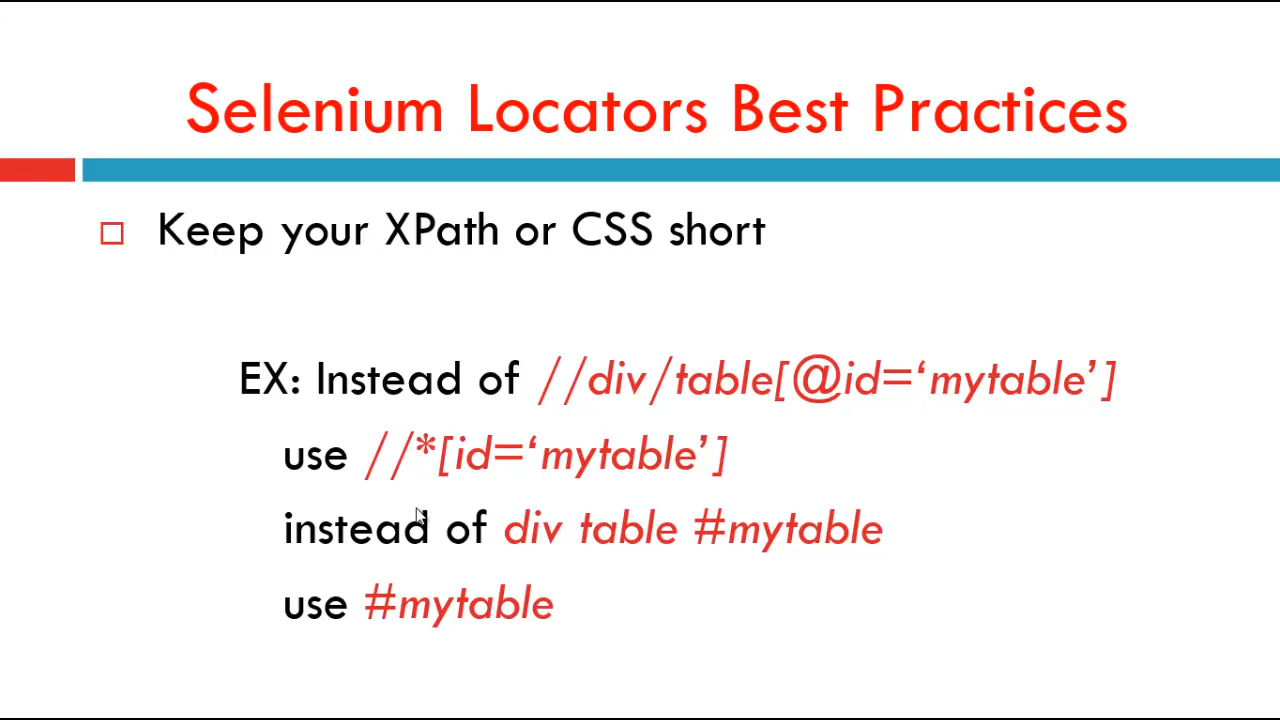 Selenium Locators Best Practices
Keep your XPath or CSS short
EX: Instead of //div/table[@id=‘mytable’]
use //*[id=‘mytable’]
instead of div table #mytable
use #mytable